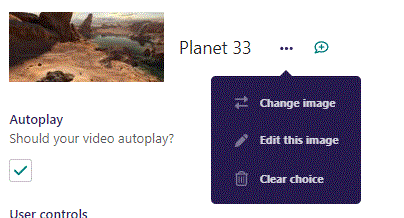 Planet 33
Change image
Edit this image
Clear choice
Autoplay
Should your video autoplay?
User controls